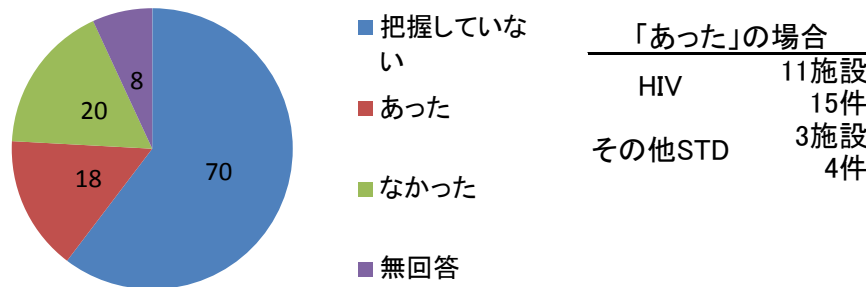 70
18
20
8
把握していな
い
あった
なかった
無回答
「あった」の場合
HIV 11施設
15件
その他STD 3施設
4件